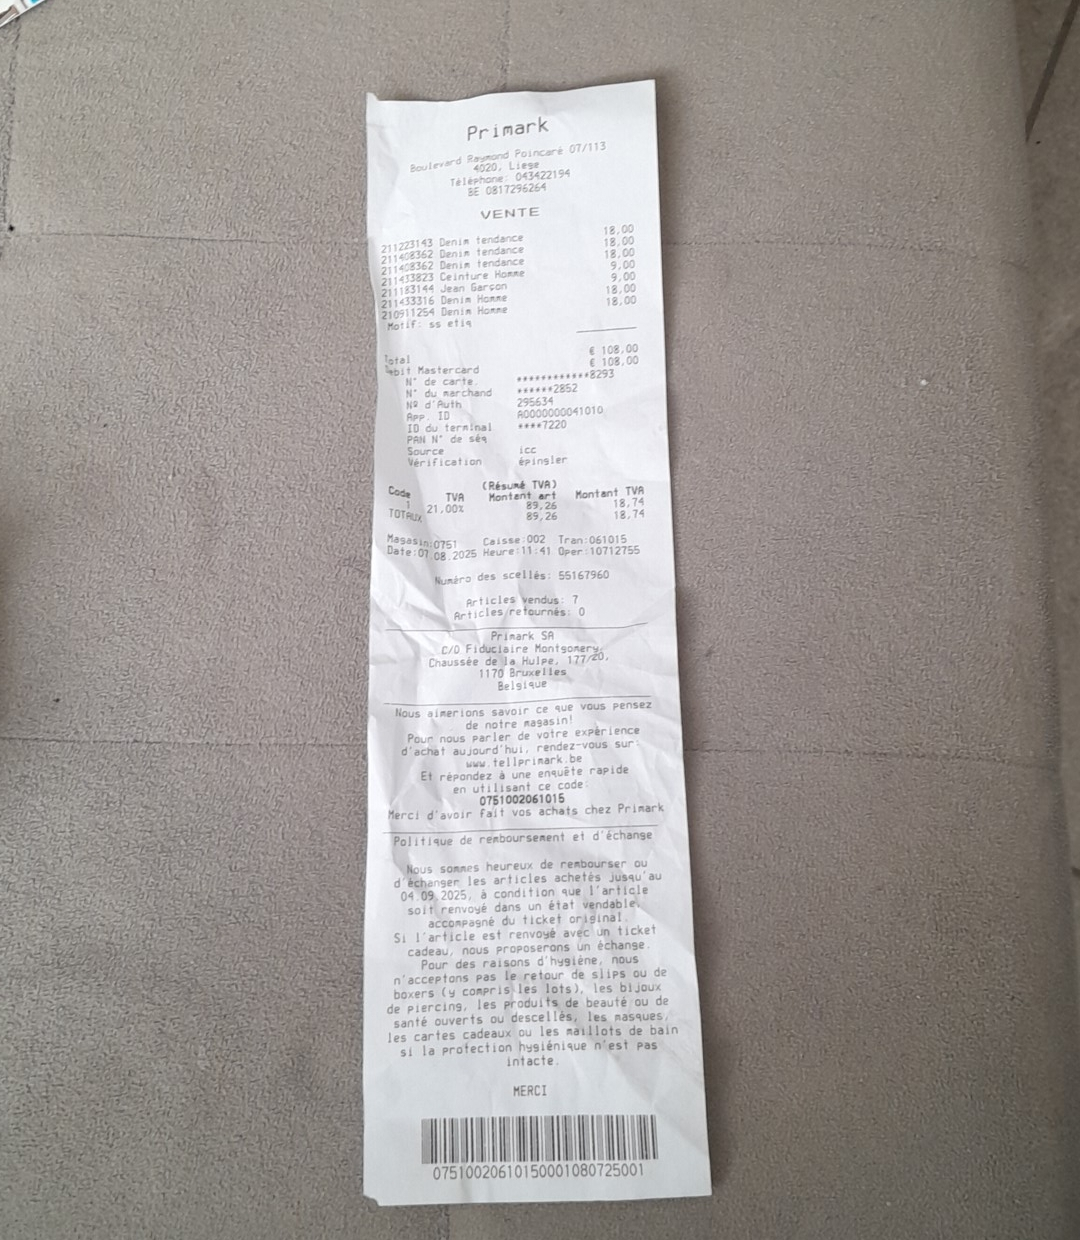 Primark
Boulevard Raymond Poincaré 07/113
4020, Liege
Téléphone: 043422194
BE 0817296264
VENTE
211223143 Denim tendance 18,00
211408362 Denim tendance 18,00
211408362 Denim tendance 18,00
211433823 Ceinture Homme 9,00
211183144 Jean Garçon 9,00
211433316 Denim Homme 18,00
210911254 Denim Homme 18,00
Motif: ss etiq
Total € 108,00
Debit Mastercard € 108,00
N° de carte. ************8293
N° du marchand ******2852
Nº d'Auth 295634
App. ID A0000000041010
ID du terminal ****7220
PAN N° de séq
Source icc
Vérification épingler
(Résumé TVA)
Code TVA Montant art Montant TVA
1 21,00% 89,26 18,74
TOTAUX 89,26 18,74
Magasin:0751 Caisse:002 Tran:061015
Date:07.08.2025 Heure:11:41 Oper:10712755
Numéro des scellés: 55167960
Articles vendus: 7
Articles retournés: 0
Primark SA
C/O Fiduciaire Montgomery,
Chaussée de la Hulpe, 177/20,
1170 Bruxelles
Belgique
Nous aimerions savoir ce que vous pensez
de notre magasin!
Pour nous parler de votre expérience
d'achat aujourd'hui, rendez-vous sur:
www.tellprimark.be
Et répondez à une enquête rapide
en utilisant ce code:
0751002061015
Merci d'avoir fait vos achats chez Primark
Politique de remboursement et d'échange
Nous sommes heureux de rembourser ou
d'échanger les articles achetés jusqu'au
04.09.2025, à condition que l'article
soit renvoyé dans un état vendable,
accompagné du ticket original.
Si l'article est renvoyé avec un ticket
cadeau, nous proposerons un échange.
Pour des raisons d'hygiène, nous
n'acceptons pas le retour de slips ou de
boxers (y compris les lots), les bijoux
de piercing, les produits de beauté ou de
santé ouverts ou descellés, les masques,
les cartes cadeaux ou les maillots de bain
si la protection hygiénique n'est pas
intacte.
MERCI
07510020610150001080725001